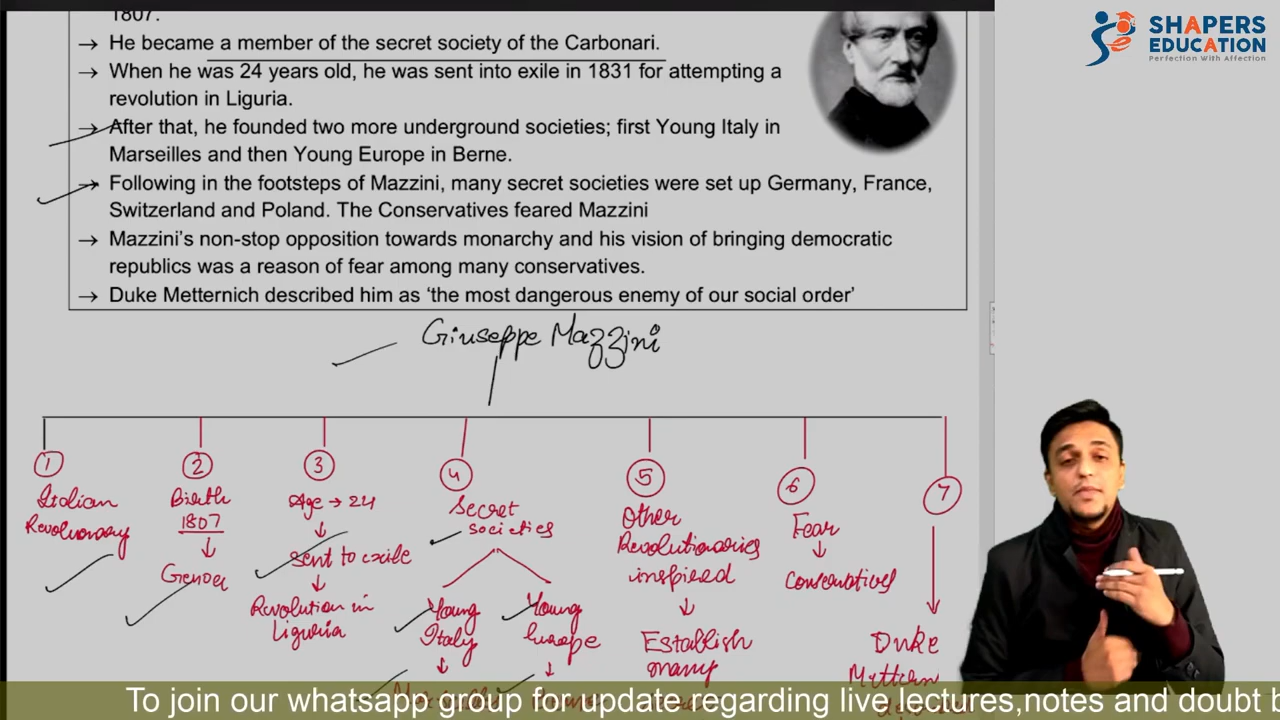 1807.
→ He became a member of the secret society of the Carbonari.
→ When he was 24 years old, he was sent into exile in 1831 for attempting a
revolution in Liguria.
→ After that, he founded two more underground societies; first Young Italy in
Marseilles and then Young Europe in Berne.
→ Following in the footsteps of Mazzini, many secret societies were set up Germany, France,
Switzerland and Poland. The Conservatives feared Mazzini
→ Mazzini's non-stop opposition towards monarchy and his vision of bringing democratic
republics was a reason of fear among many conservatives.
→ Duke Metternich described him as 'the most dangerous enemy of our social order'
SHAPERS
EDUCATION
Perfection With Affection
Giuseppe Mazzini
1
Italian
Revoluonary
2
Birth
1807
↓
Genoa
3
Age → 24
↓
sent to exile
↓
Revolution in
Liguria
4
Secret
societies
Young
Italy
↓
Young
Europe
↓
5
Other
Revolutionaries
inspired
↓
Establish
many
6
Fear
↓
Conservatives
7
Duke
To join our whatsapp group for update regarding live lectures,notes and doubt b